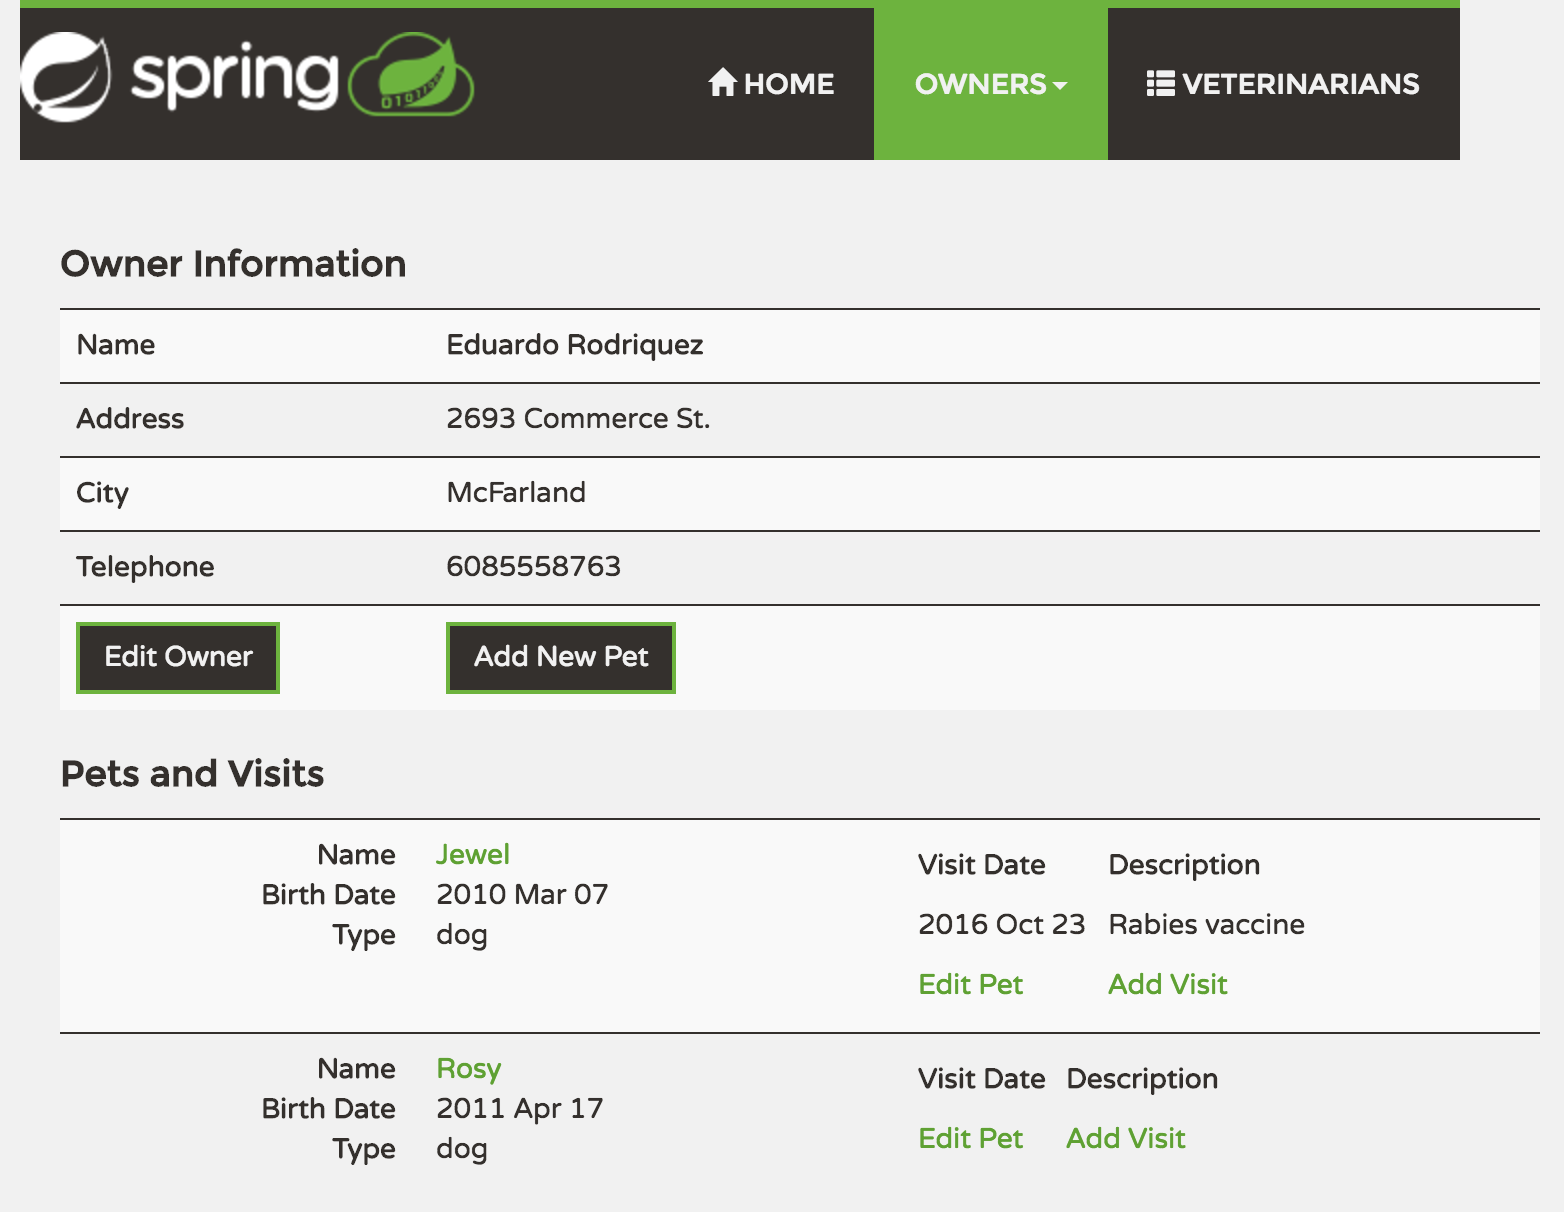 spring
HOME OWNERS VETERINARIANS
Owner Information
Name Eduardo Rodriquez
Address 2693 Commerce St.
City McFarland
Telephone 6085558763
Edit Owner Add New Pet
Pets and Visits
Name Jewel
Birth Date 2010 Mar 07
Type dog
Visit Date Description
2016 Oct 23 Rabies vaccine
Edit Pet Add Visit
Name Rosy
Birth Date 2011 Apr 17
Type dog
Visit Date Description
Edit Pet Add Visit